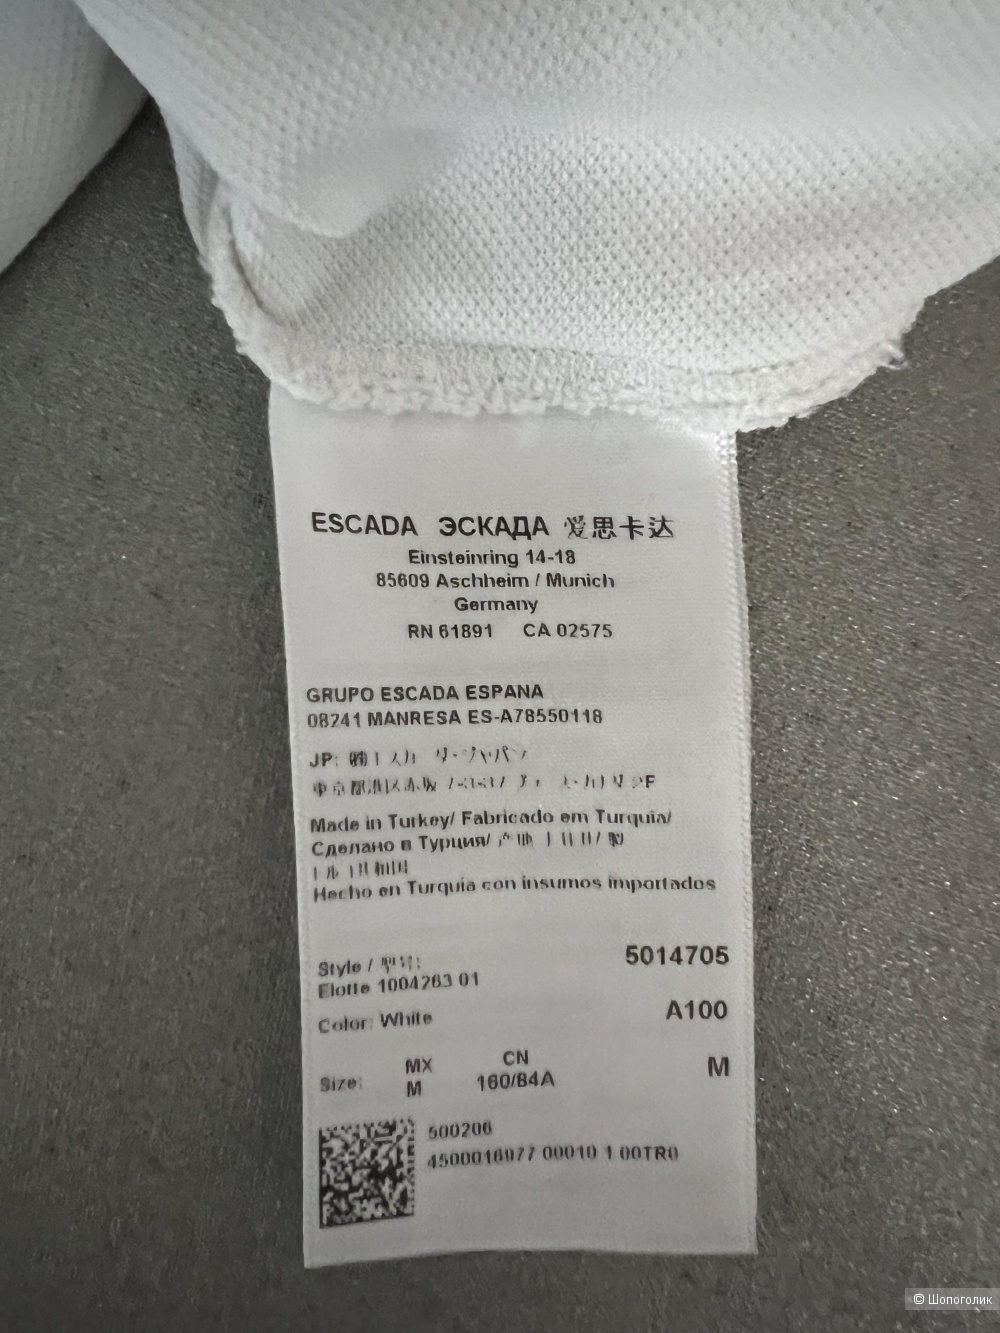 ESCADA ЭСКАДА 爱思卡达
Einsteinring 14-18
85609 Aschheim / Munich
Germany
RN 61891 CA 02575
GRUPO ESCADA ESPANA
08241 MANRESA ES-A78550118
JP:
Made in Turkey/ Fabricado em Turquia/
Сделано в Турция/
Hecho en Turquia con insumos importados
Style / 5014705
Flotte 1004263 01
Color: White A100
MX CN
Size: M 160/84A M
500206
4500016977 00010 1 00TR0
© Шопоголик